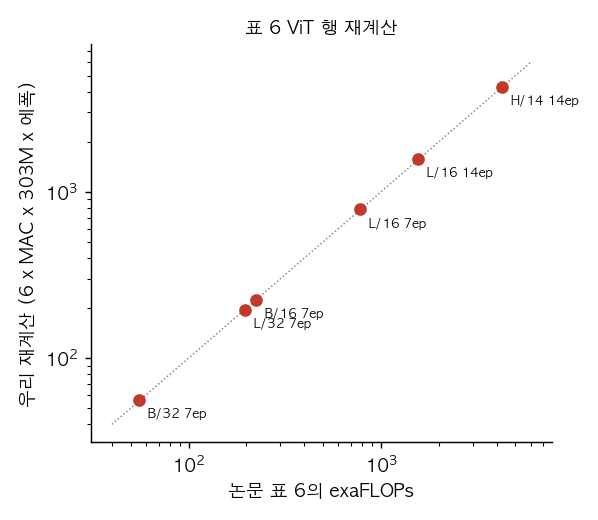 표 6 ViT 행 재계산
우리 재계산 (6 x MAC x 303M x 에폭)
10³
10²
H/14 14ep
L/16 14ep
L/16 7ep
B/16 7ep
L/32 7ep
B/32 7ep
10²
10³
논문 표 6의 exaFLOPs